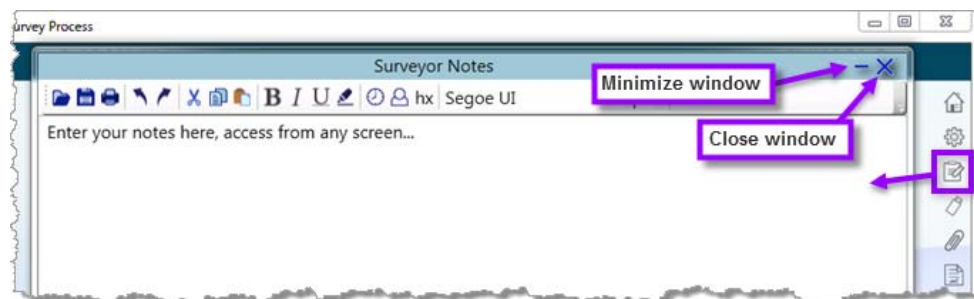 urvey Process
Surveyor Notes
Minimize window
B I U hx Segoe UI
Enter your notes here, access from any screen...
Close window